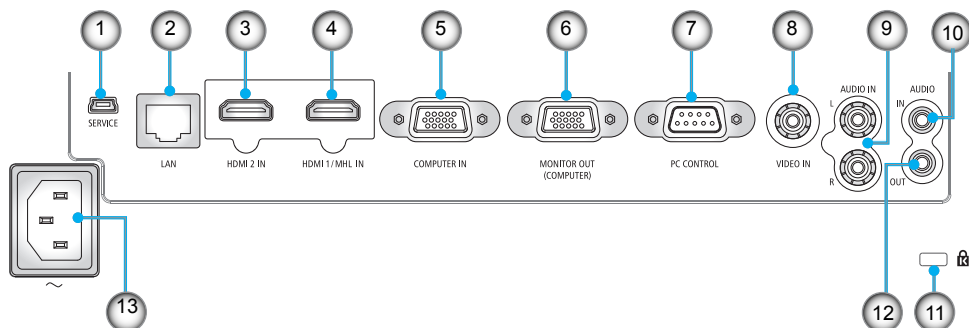 1 2 3 4 5 6 7 8 9 10
AUDIO IN AUDIO
L IN
SERVICE
LAN HDMI 2 IN HDMI 1/MHL IN COMPUTER IN MONITOR OUT (COMPUTER) PC CONTROL VIDEO IN
R OUT
K
13 12 11